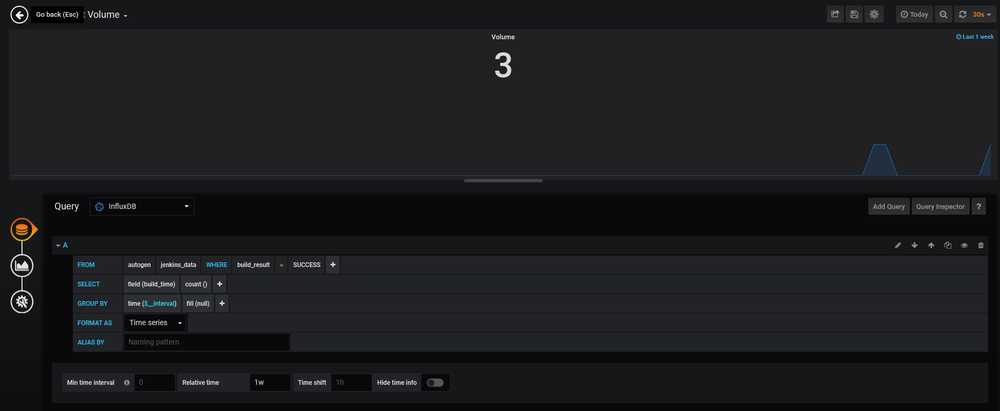 Go back (Esc) t Volume
Today 30s
Volume
Last 1 week
3
Query InfluxDB Add Query Query Inspector ?
A
FROM autogen jenkins_data WHERE build_result = SUCCESS +
SELECT field (build_time) count () +
GROUP BY time ($__interval) fill (null) +
FORMAT AS Time series
ALIAS BY Naming pattern
Min time interval 0 Relative time 1w Time shift 1h Hide time info